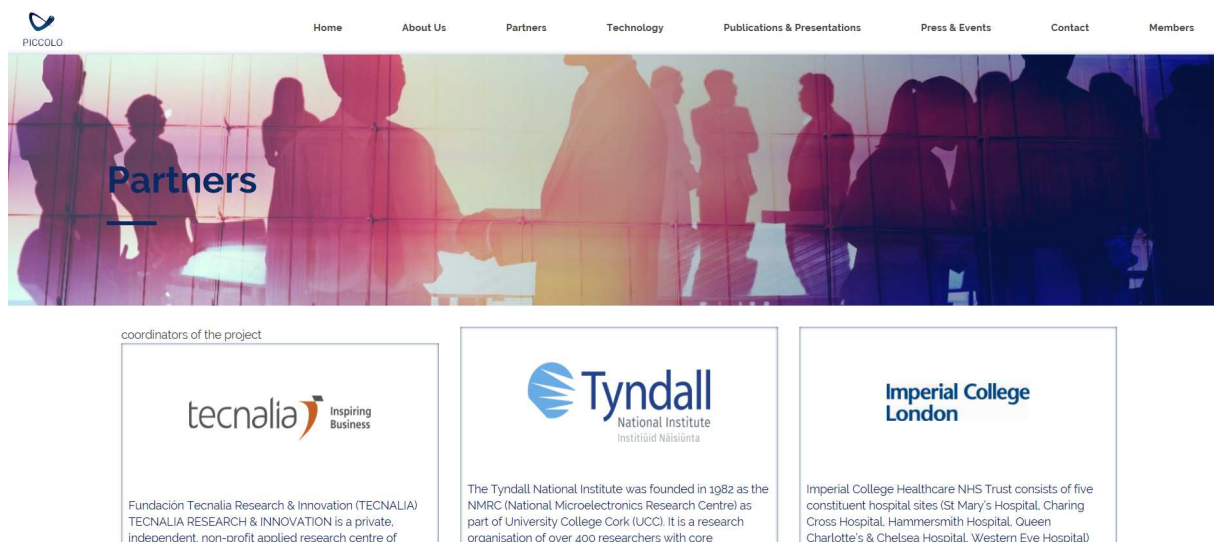 PICCOLO
Home About Us Partners Technology Publications & Presentations Press & Events Contact Members
Partners
coordinators of the project
tecnalia Inspiring Business
Fundación Tecnalia Research & Innovation (TECNALIA)
TECNALIA RESEARCH & INNOVATION is a private,
independent, non-profit applied research centre of
Tyndall
National Institute
Institiúid Náisiúnta
The Tyndall National Institute was founded in 1982 as the
NMRC (National Microelectronics Research Centre) as
part of University College Cork (UCC). It is a research
organisation of over 400 researchers with core
Imperial College
London
Imperial College Healthcare NHS Trust consists of five
constituent hospital sites (St Mary's Hospital, Charing
Cross Hospital, Hammersmith Hospital, Queen
Charlotte's & Chelsea Hospital, Western Eye Hospital)